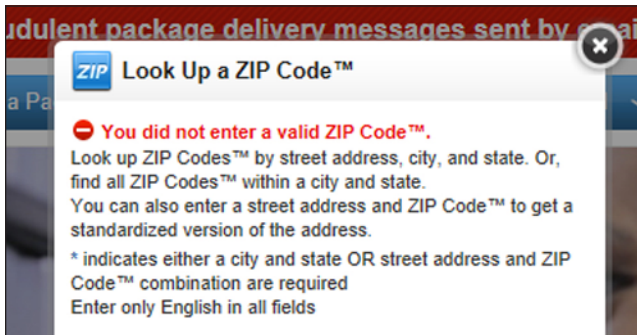 package delivery messages sent by
ZIP Look Up a ZIP Code™
a
You did not enter a valid ZIP Code™.
Look up ZIP Codes™ by street address, city, and state. Or,
find all ZIP Codes™ within a city and state.
You can also enter a street address and ZIP Code™ to get a
standardized version of the address.
* indicates either a city and state OR street address and ZIP
Code™ combination are required
Enter only English in all fields